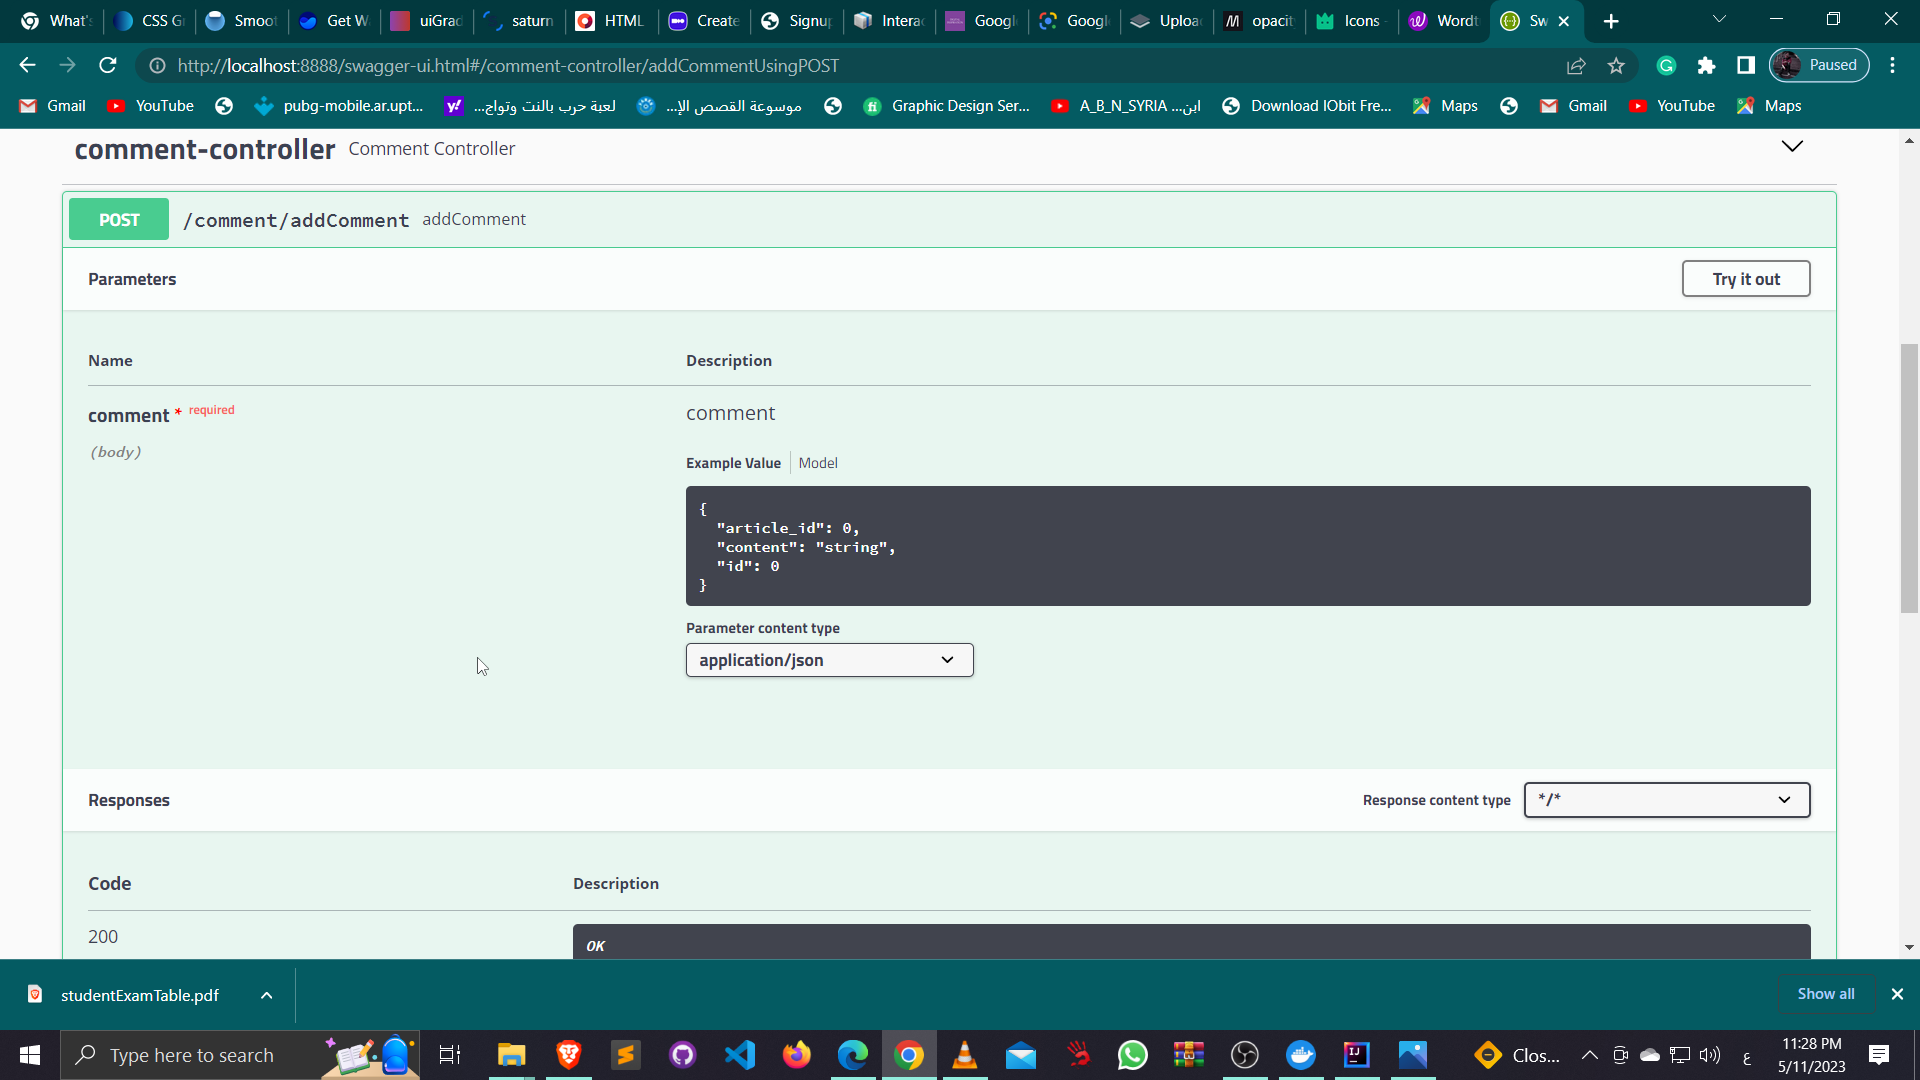 What's
CSS Gr
Smoot
Get Wa
uiGrad
saturn
HTML
Create
Signup
Interac
Google
Google
Upload
opacit
Icons -
Wordt
Sw
http://localhost:8888/swagger-ui.html#/comment-controller/addCommentUsingPOST
Paused
Gmail
YouTube
pubg-mobile.ar.upt...
لعبة حرب بالنت وتواج...
موسوعة القصص الإ...
Graphic Design Ser...
A_B_N_SYRIA ...ابن
Download IObit Fre...
Maps
Gmail
YouTube
Maps
comment-controller Comment Controller
POST /comment/addComment addComment
Parameters
Try it out
Name Description
comment * required
(body)
comment
Example Value Model
{
"article_id": 0,
"content": "string",
"id": 0
}
Parameter content type
application/json
Responses
Response content type */*
Code Description
200 OK
studentExamTable.pdf
Show all
Type here to search
Clos...
ع
11:28 PM
5/11/2023